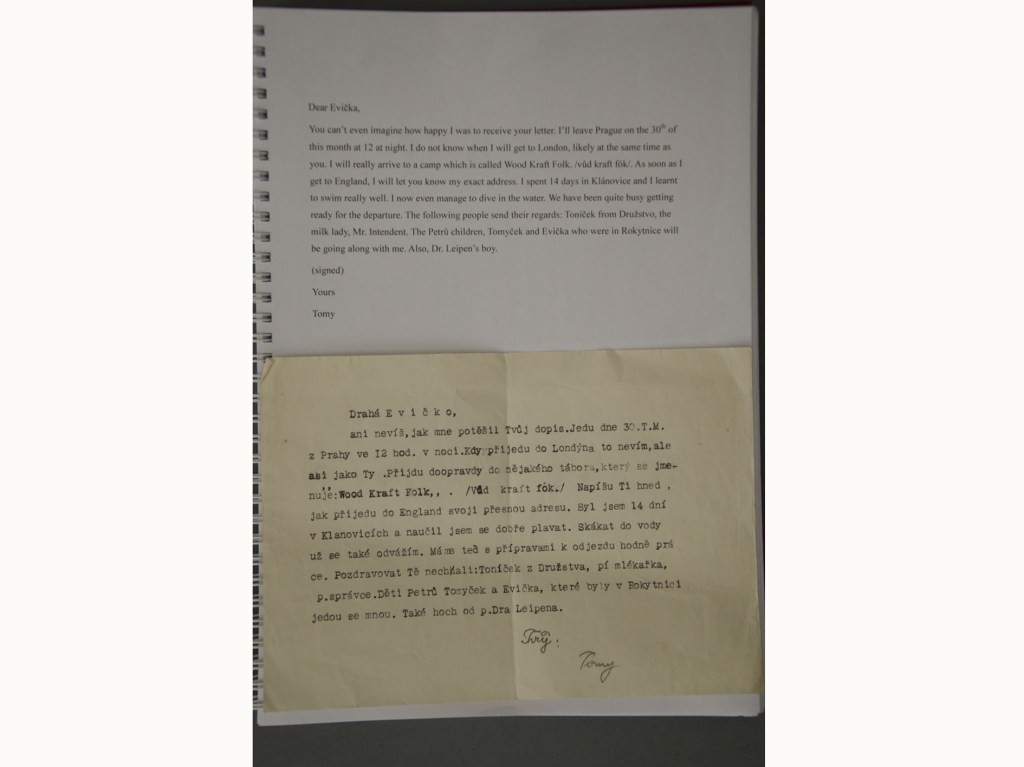 Dear Evička,
You can't even imagine how happy I was to receive your letter. I'll leave Prague on the 30th of
this month at 12 at night. I do not know when I will get to London, likely at the same time as
you. I will really arrive to a camp which is called Wood Kraft Folk. /vůd kraft fòk/. As soon as I
get to England, I will let you know my exact address. I spent 14 days in Klánovice and I learnt
to swim really well. I now even manage to dive in the water. We have been quite busy getting
ready for the departure. The following people send their regards: Toníček from Družstvo, the
milk lady, Mr. Intendent. The Petrů children, Tomyček and Evička who were in Rokytnice will
be going along with me. Also, Dr. Leipen's boy.
(signed)
Yours
Tomy
Drahá E v i č k o,
ani nevíš,jak mne potěšil Tvůj dopis.Jedu dne 30.T.M.
z Prahy ve I2 hod. v noci.Kdy přijedu do Londýna to nevím,ale
asi jako Ty .Přijdu doopravdy do nějakého tábora,který se jme-
nuje:Wood Kraft Folk,, . /Vůd kraft fók./ Napíšu Ti hned ,
jak přijedu do England svoji přesnou adresu. Byl jsem 14 dní
v Klanovicích a naučil jsem se dobře plavat. Skákat do vody
už se také odvážím. Máme teď s přípravami k odjezdu hodně prá
ce. Pozdravovat Tě nechali:Toníček z Družstva, pí mlékařka,
p.správce.Děti Petrů Tomyček a Evička, které byly v Rokytnici
jedou se mnou. Také hoch od p.Dra Leipena.
Tvůj:
Tomy